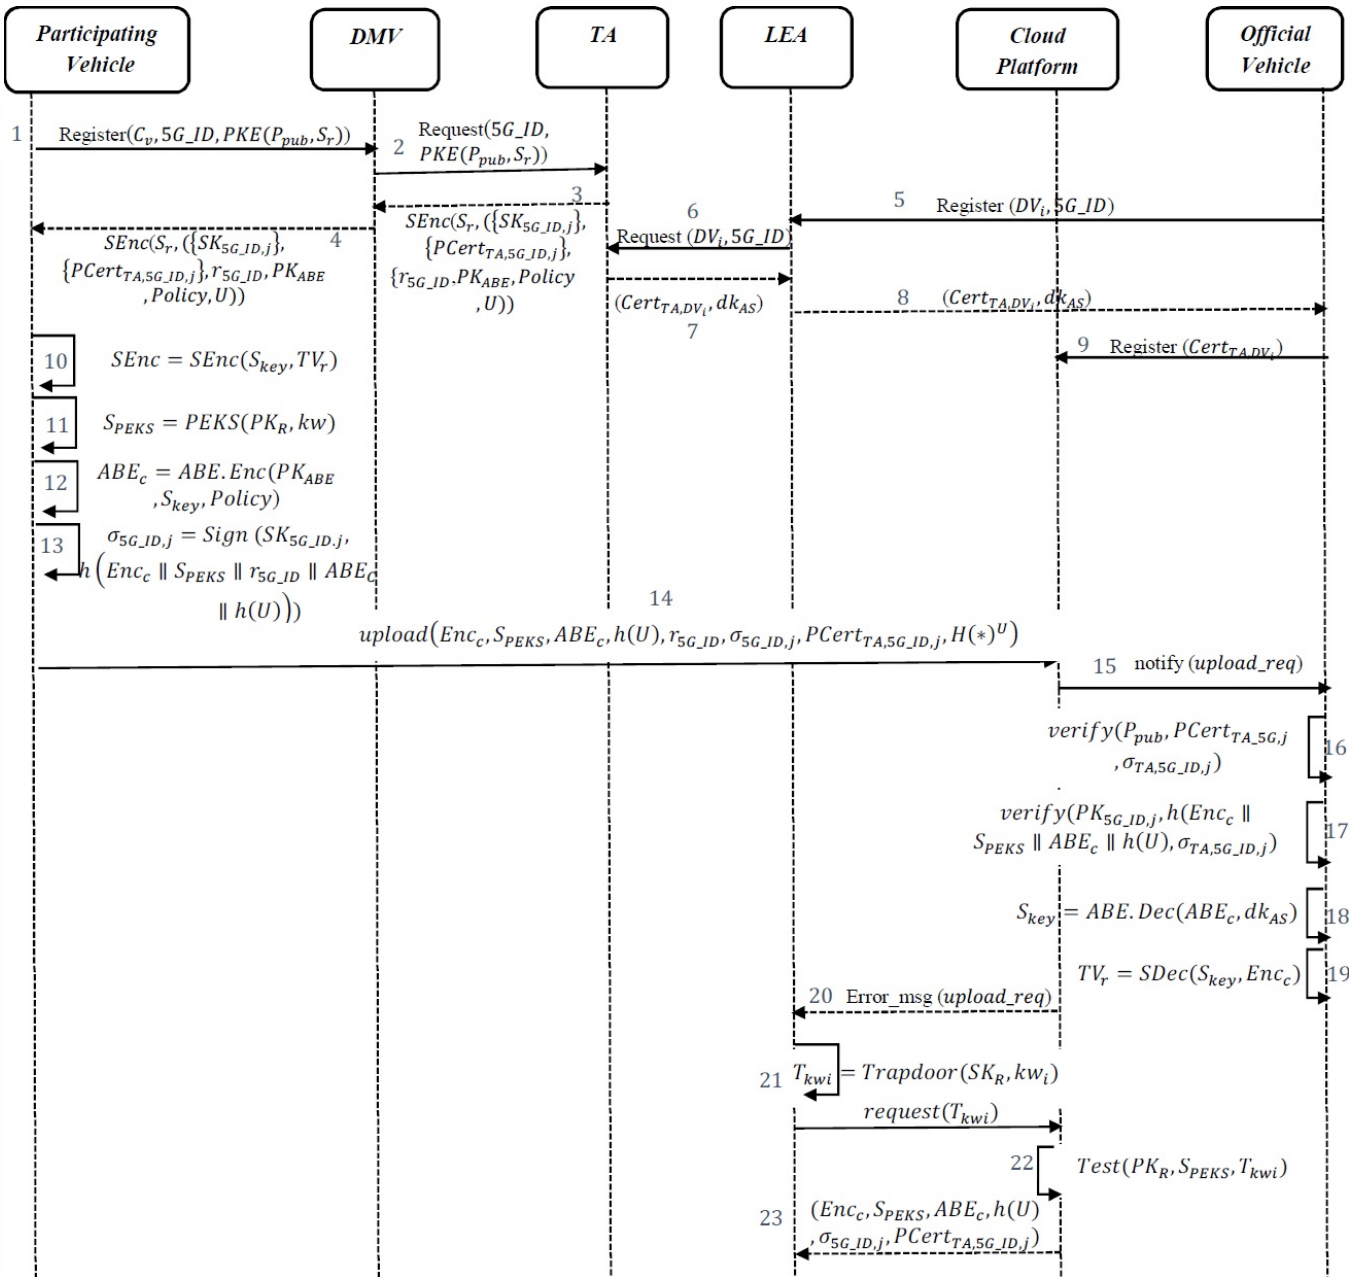 Participating
Vehicle
DMV
TA
LEA
Cloud
Platform
Official
Vehicle
1
Register(C_v, 5G_ID, PKE(P_pub, S_r))
2
Request(5G_ID,
PKE(P_pub, S_r))
3
SEnc(S_r, ({SK_5G_ID,j},
{PCert_TA,5G_ID,j},
{r_5G_ID, PK_ABE, Policy
, U))
4
SEnc(S_r, ({SK_5G_ID,j},
{PCert_TA,5G_ID,j}, r_5G_ID, PK_ABE
, Policy, U))
5
Register (DV_i, 5G_ID)
6
Request (DV_i, 5G_ID)
(Cert_TA,DV_i, dk_AS)
7
8
(Cert_TA,DV_i, dk_AS)
9
Register (Cert_TA,DV_i)
10
SEnc = SEnc(S_key, TV_r)
11
S_PEKS = PEKS(PK_R, kw)
12
ABE_c = ABE.Enc(PK_ABE
, S_key, Policy)
13
σ_5G_ID,j = Sign (SK_5G_ID.j,
h(Enc_c ∥ S_PEKS ∥ r_5G_ID ∥ ABE_C
∥ h(U)))
14
upload(Enc_c, S_PEKS, ABE_c, h(U), r_5G_ID, σ_5G_ID,j, PCert_TA,5G_ID,j, H(*)^U)
15
notify (upload_req)
verify(P_pub, PCert_TA_5G,j
, σ_TA,5G_ID,j)
16
verify(PK_5G_ID,j, h(Enc_c ∥
S_PEKS ∥ ABE_c ∥ h(U), σ_TA,5G_ID,j)
17
S_key = ABE.Dec(ABE_c, dk_AS)
18
TV_r = SDec(S_key, Enc_c)
19
20
Error_msg (upload_req)
21
T_kwi = Trapdoor(SK_R, kw_i)
request(T_kwi)
22
Test(PK_R, S_PEKS, T_kwi)
23
(Enc_c, S_PEKS, ABE_c, h(U)
, σ_5G_ID,j, PCert_TA,5G_ID,j)